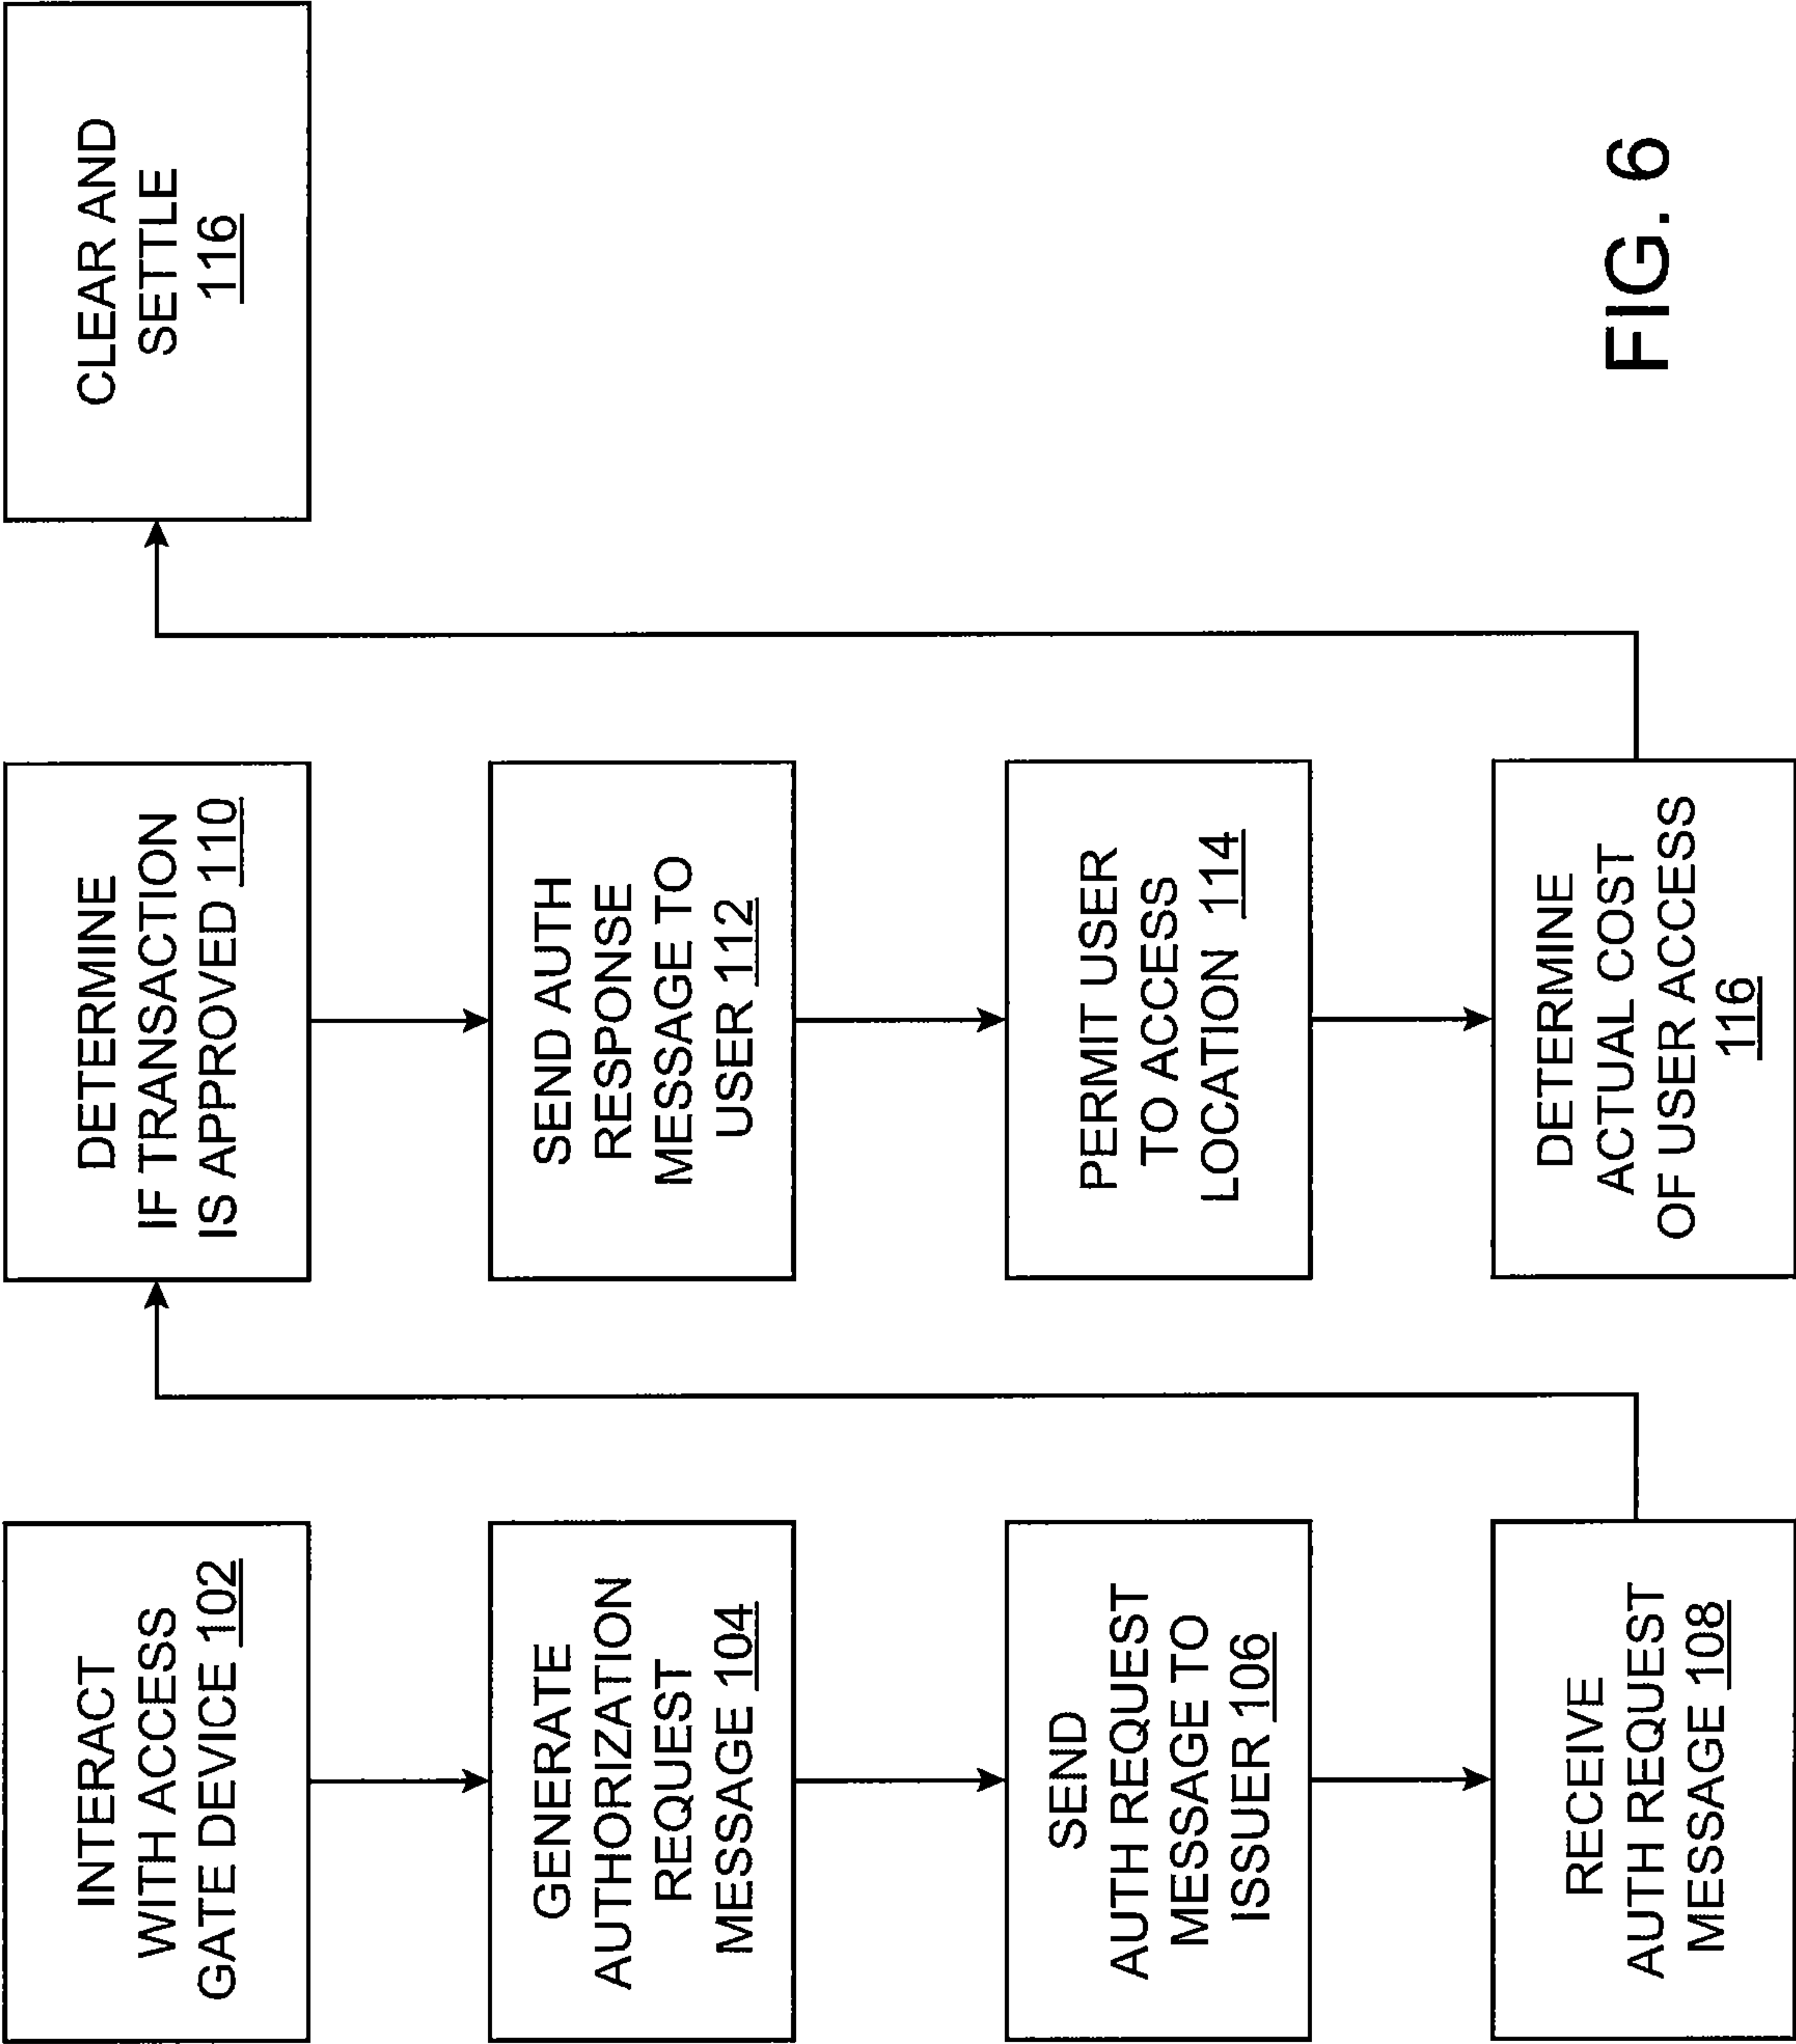 INTERACT
WITH ACCESS
GATE DEVICE 102
GENERATE
AUTHORIZATION
REQUEST
MESSAGE 104
SEND
AUTH REQUEST
MESSAGE TO
ISSUER 106
RECEIVE
AUTH REQUEST
MESSAGE 108
DETERMINE
IF TRANSACTION
IS APPROVED 110
SEND AUTH
RESPONSE
MESSAGE TO
USER 112
PERMIT USER
TO ACCESS
LOCATION 114
DETERMINE
ACTUAL COST
OF USER ACCESS
116
CLEAR AND
SETTLE
116
FIG. 6